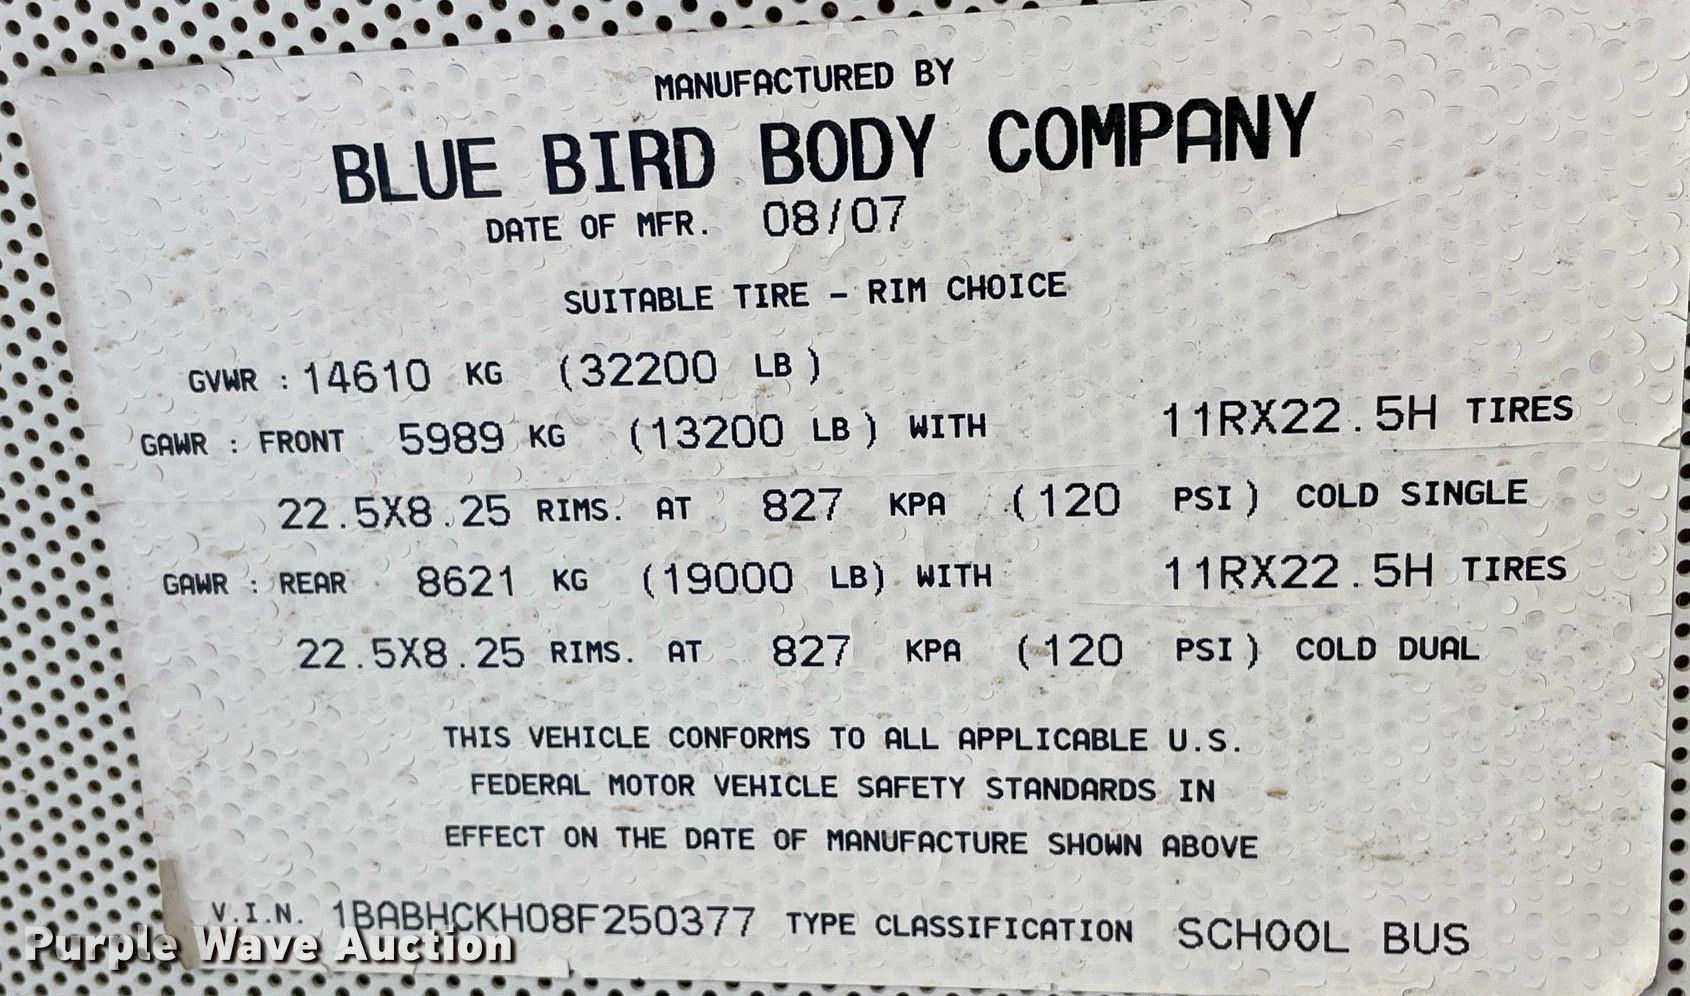 MANUFACTURED BY
BLUE BIRD BODY COMPANY
DATE OF MFR. 08/07
SUITABLE TIRE - RIM CHOICE
GVWR : 14610 KG (32200 LB)
GAWR : FRONT 5989 KG (13200 LB) WITH 11RX22.5H TIRES
22.5X8.25 RIMS. AT 827 KPA (120 PSI) COLD SINGLE
GAWR : REAR 8621 KG (19000 LB) WITH 11RX22.5H TIRES
22.5X8.25 RIMS. AT 827 KPA (120 PSI) COLD DUAL
THIS VEHICLE CONFORMS TO ALL APPLICABLE U.S.
FEDERAL MOTOR VEHICLE SAFETY STANDARDS IN
EFFECT ON THE DATE OF MANUFACTURE SHOWN ABOVE
V.I.N. 1BABHCKH08F250377 TYPE CLASSIFICATION SCHOOL BUS
Purple Wave Auction